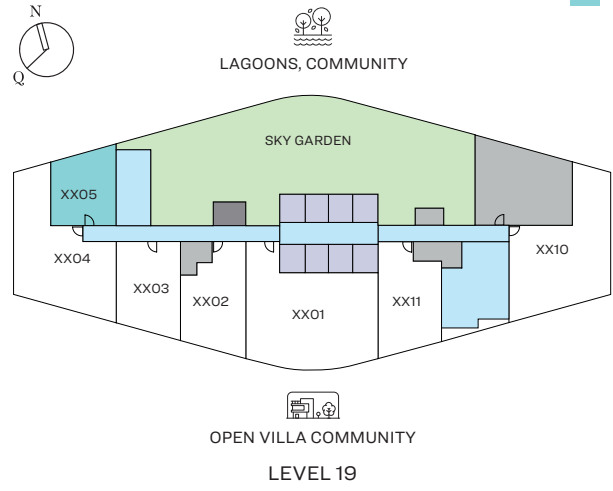 N
Q
LAGOONS, COMMUNITY
SKY GARDEN
XX05
XX04
XX10
XX03
XX02
XX01
XX11
OPEN VILLA COMMUNITY
LEVEL 19